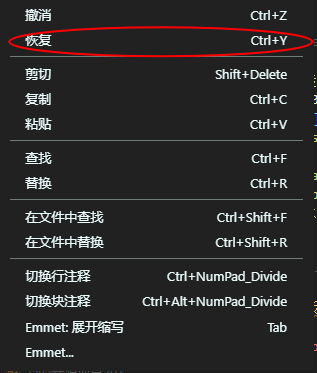 撤消 Ctrl+Z
恢复 Ctrl+Y
剪切 Shift+Delete
复制 Ctrl+C
粘贴 Ctrl+V
查找 Ctrl+F
替换 Ctrl+R
在文件中查找 Ctrl+Shift+F
在文件中替换 Ctrl+Shift+R
切换行注释 Ctrl+NumPad_Divide
切换块注释 Ctrl+Alt+NumPad_Divide
Emmet: 展开缩写 Tab
Emmet...